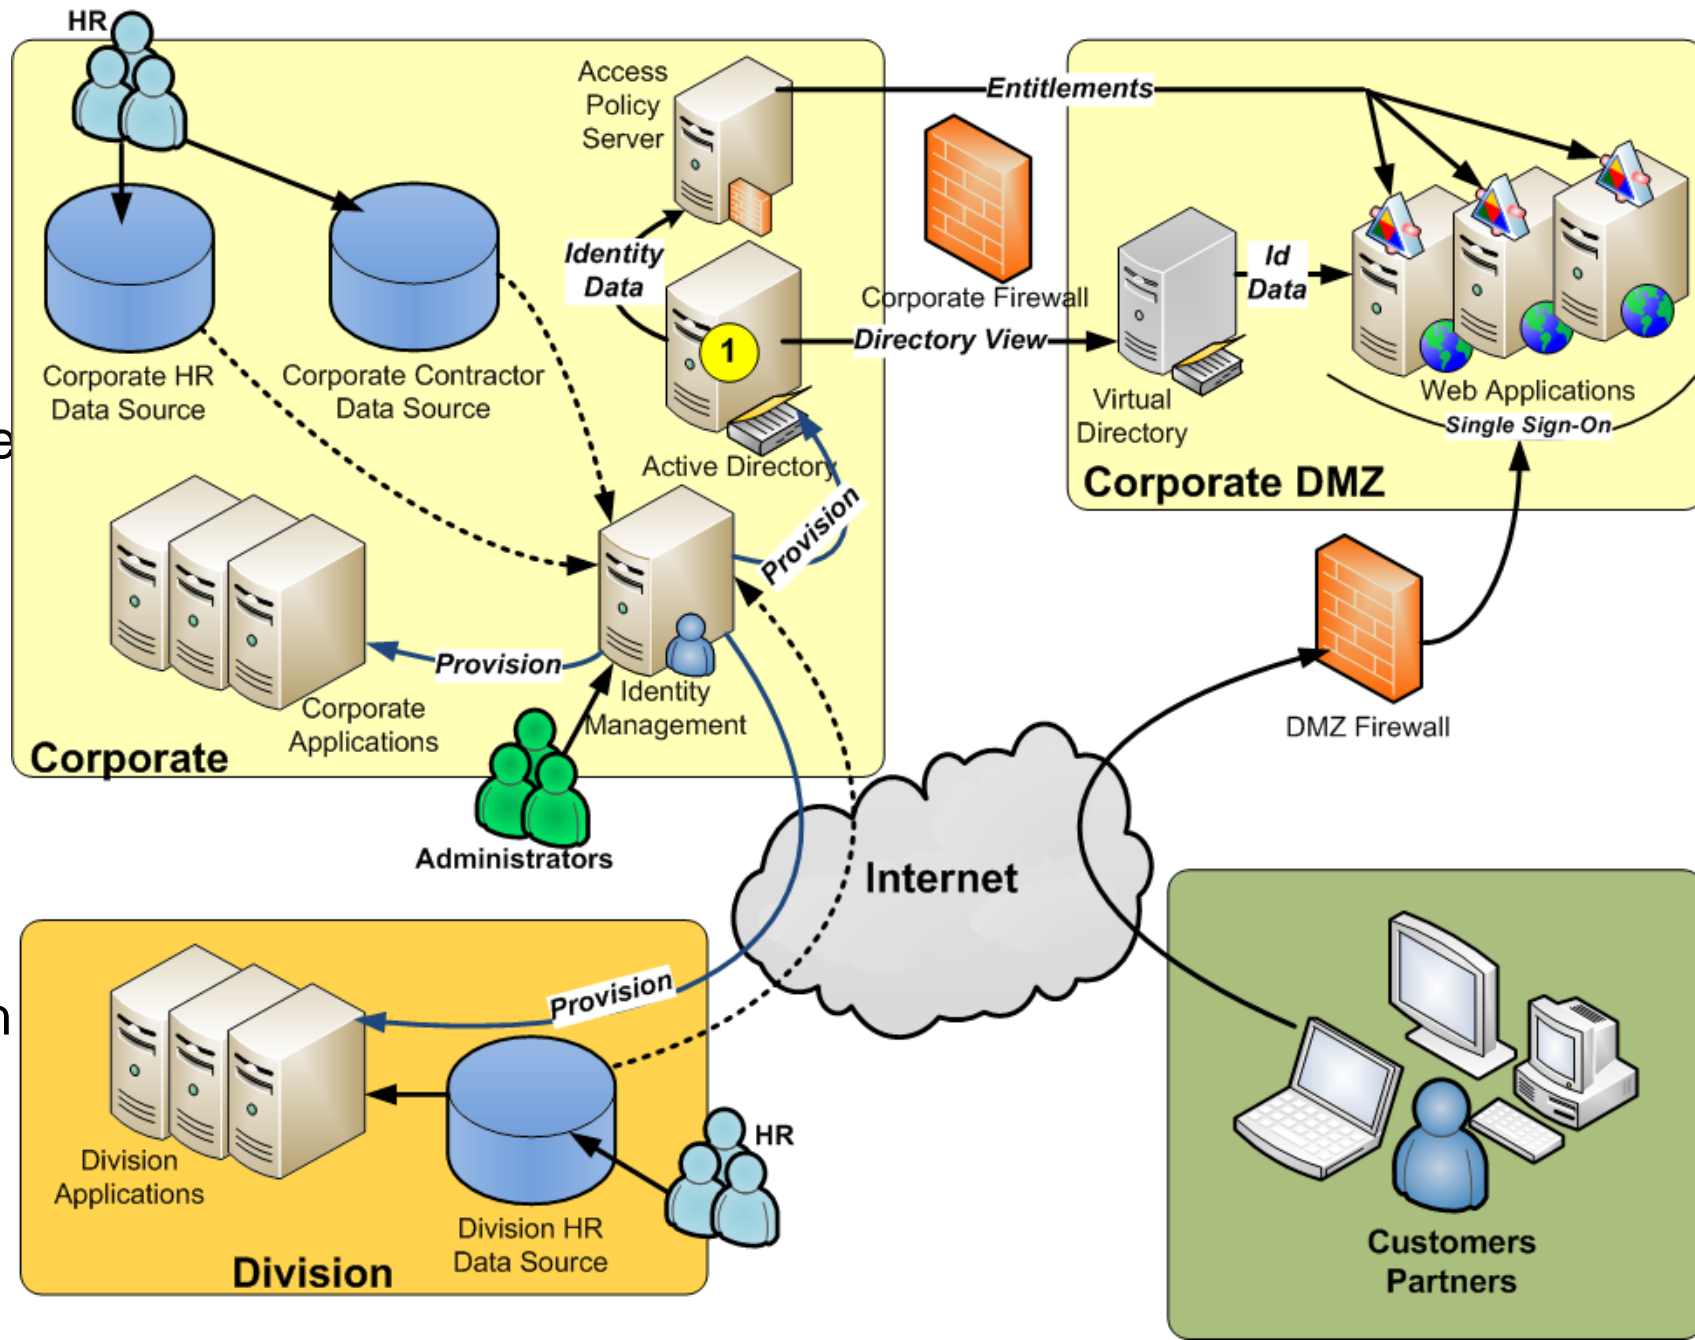 HR
Access
Policy
Server
Entitlements
Identity
Data
Corporate Firewall
Id
Data
1
Directory View
Corporate HR
Data Source
Corporate Contractor
Data Source
Virtual
Directory
Web Applications
Single Sign-On
e
Active Directory
Corporate DMZ
Provision
Provision
Identity
Management
Corporate
Applications
Corporate
DMZ Firewall
Administrators
Internet
Provision
n
HR
Division
Applications
Division HR
Data Source
Division
Customers
Partners